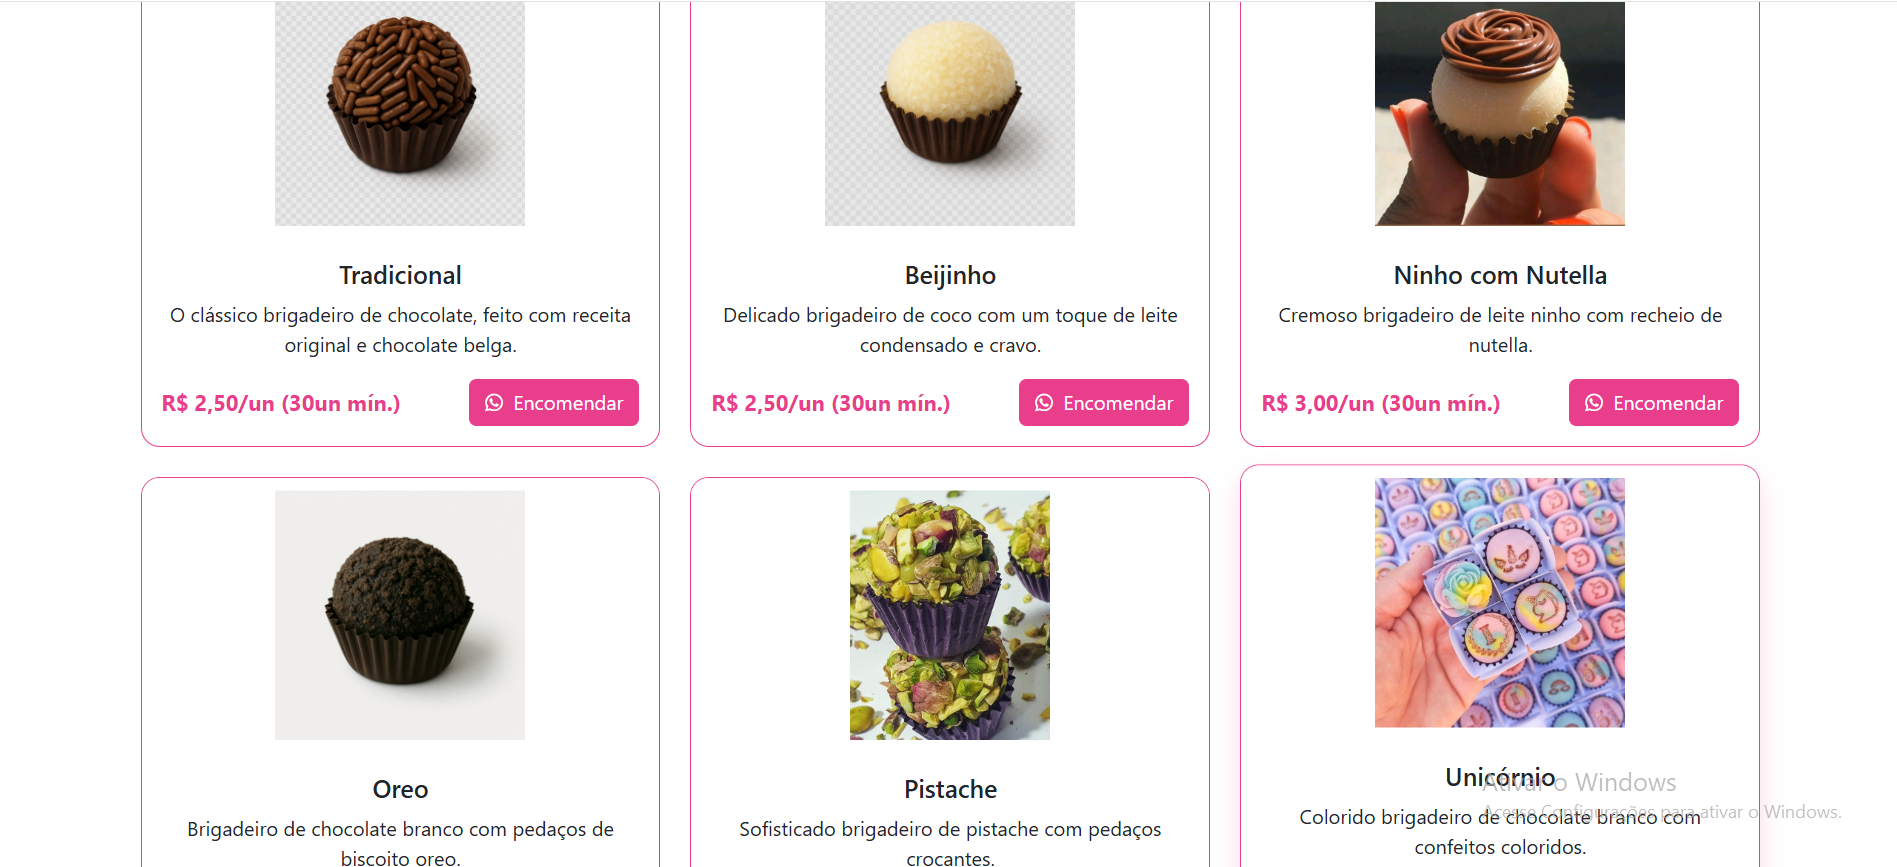 Tradicional
O clássico brigadeiro de chocolate, feito com receita
original e chocolate belga.
R$ 2,50/un (30un mín.)
Encomendar
Beijinho
Delicado brigadeiro de coco com um toque de leite
condensado e cravo.
R$ 2,50/un (30un mín.)
Encomendar
Ninho com Nutella
Cremoso brigadeiro de leite ninho com recheio de
nutella.
R$ 3,00/un (30un mín.)
Encomendar
Oreo
Brigadeiro de chocolate branco com pedaços de
biscoito oreo.
Pistache
Sofisticado brigadeiro de pistache com pedaços
crocantes.
Unicórnio
Colorido brigadeiro de chocolate branco com
confeitos coloridos.
Ativar o Windows
Acesse Configurações para ativar o Windows.